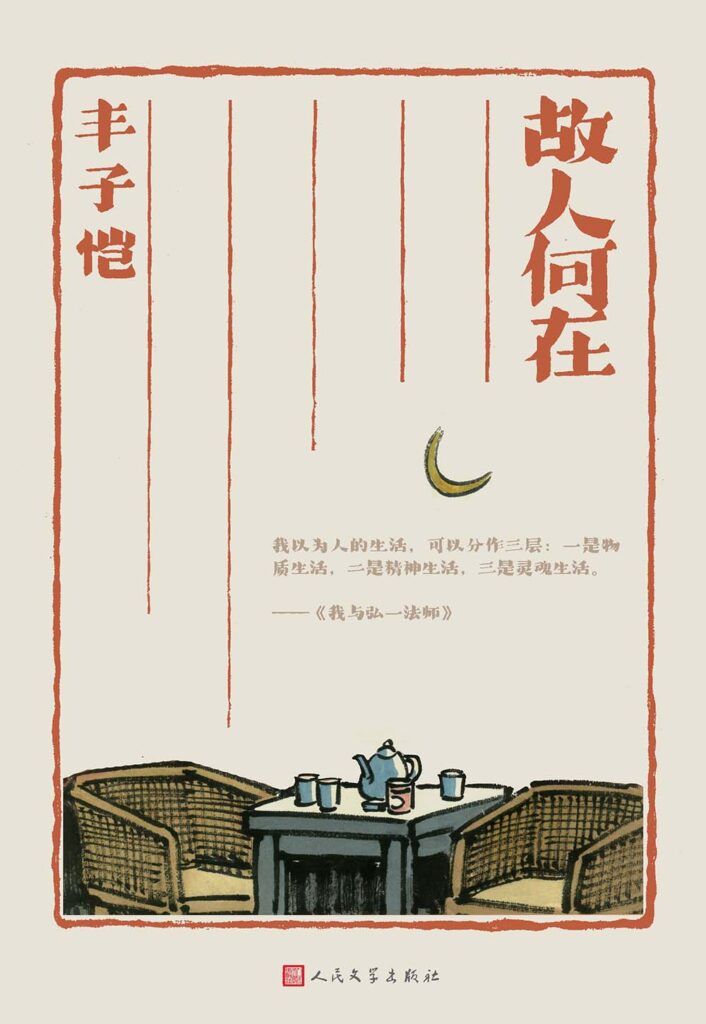 故人何在
丰子恺
我以为人的生活，可以分作三层：一是物
质生活，二是精神生活，三是灵魂生活。
——《我与弘一法师》
人民文学出版社